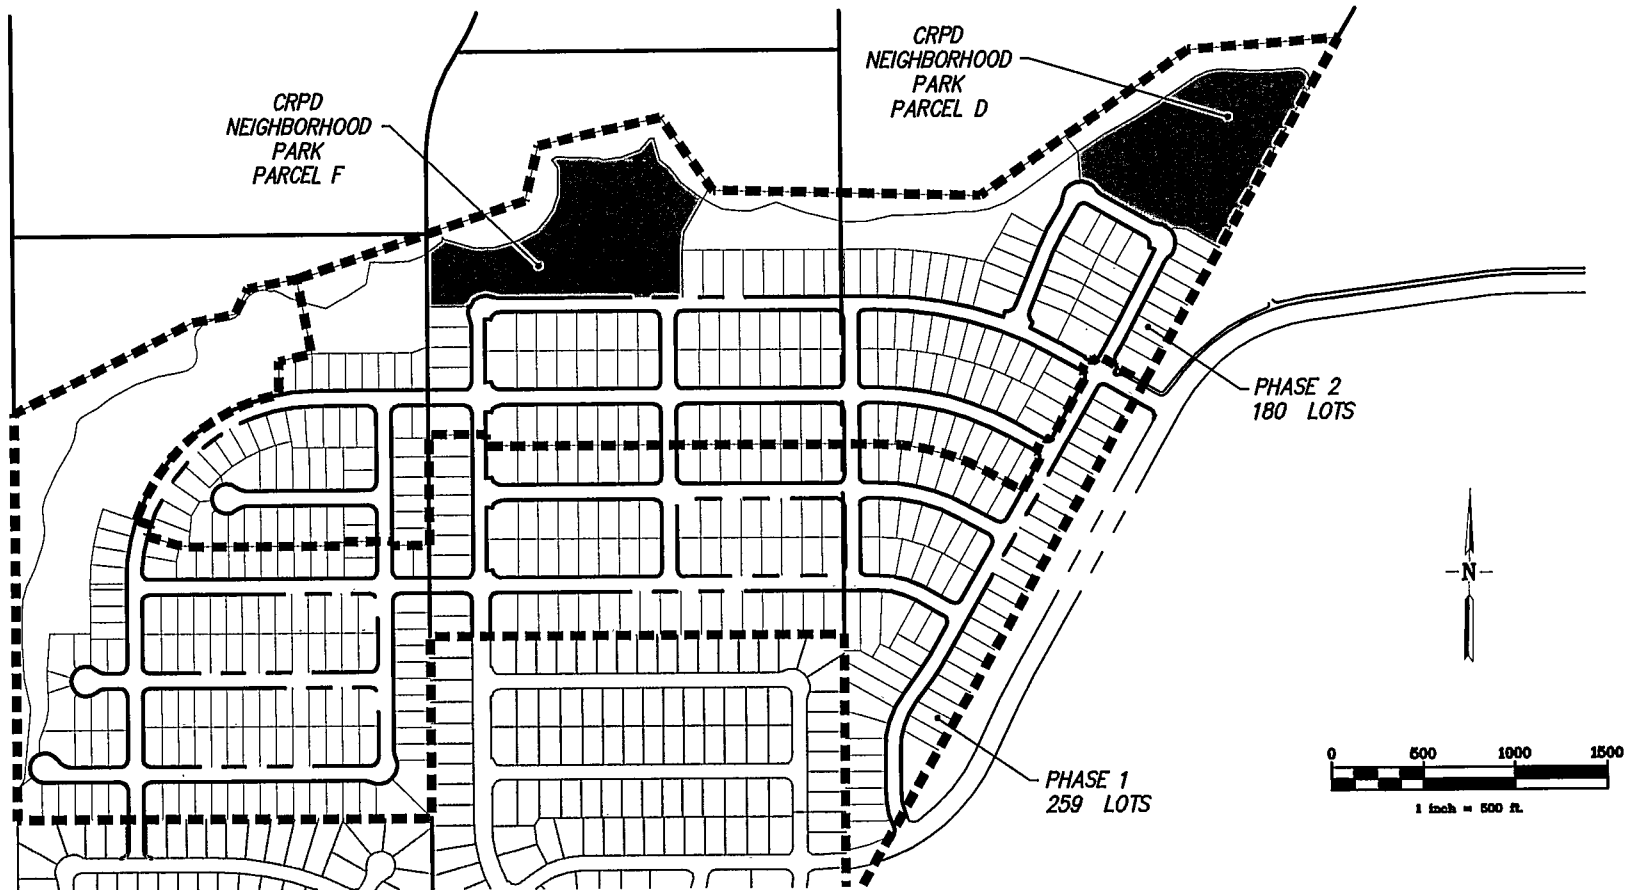 CRPD
NEIGHBORHOOD
PARK
PARCEL D
CRPD
NEIGHBORHOOD
PARK
PARCEL F
PHASE 2
180 LOTS
N
PHASE 1
259 LOTS
0 500 1000 1500
1 inch = 500 ft.